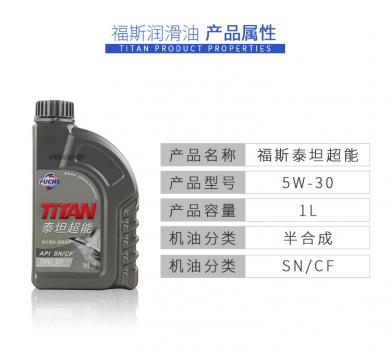 福斯润滑油 产品属性
TITAN PRODUCT PROPERTIES
产品名称 福斯泰坦超能
产品型号 5W-30
产品容量 1L
机油分类 半合成
机油分类 SN/CF
FUCHS
TITAN
泰坦超能
API SN/CF
5W-30